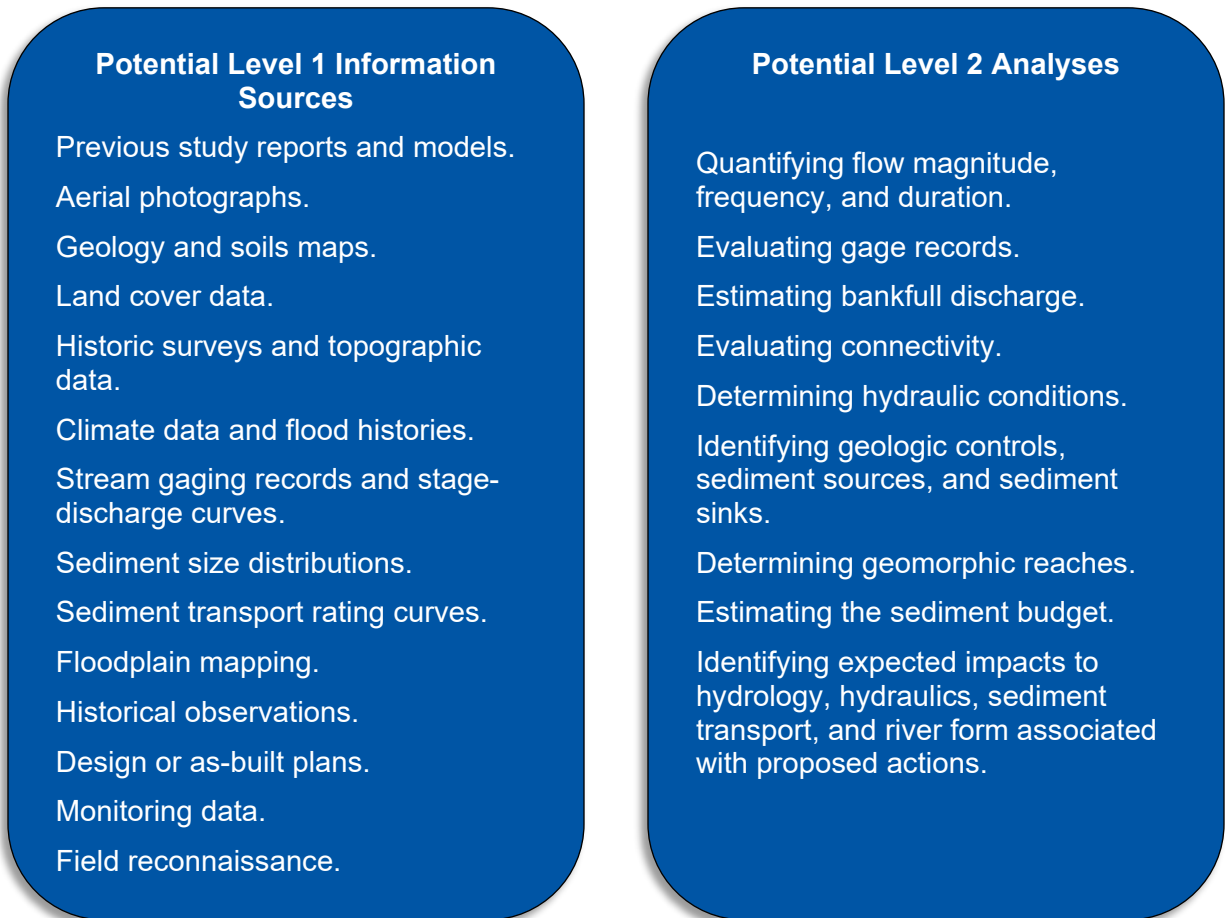 Potential Level 1 Information
Sources
Previous study reports and models.
Aerial photographs.
Geology and soils maps.
Land cover data.
Historic surveys and topographic
data.
Climate data and flood histories.
Stream gaging records and stage-
discharge curves.
Sediment size distributions.
Sediment transport rating curves.
Floodplain mapping.
Historical observations.
Design or as-built plans.
Monitoring data.
Field reconnaissance.
Potential Level 2 Analyses
Quantifying flow magnitude,
frequency, and duration.
Evaluating gage records.
Estimating bankfull discharge.
Evaluating connectivity.
Determining hydraulic conditions.
Identifying geologic controls,
sediment sources, and sediment
sinks.
Determining geomorphic reaches.
Estimating the sediment budget.
Identifying expected impacts to
hydrology, hydraulics, sediment
transport, and river form associated
with proposed actions.